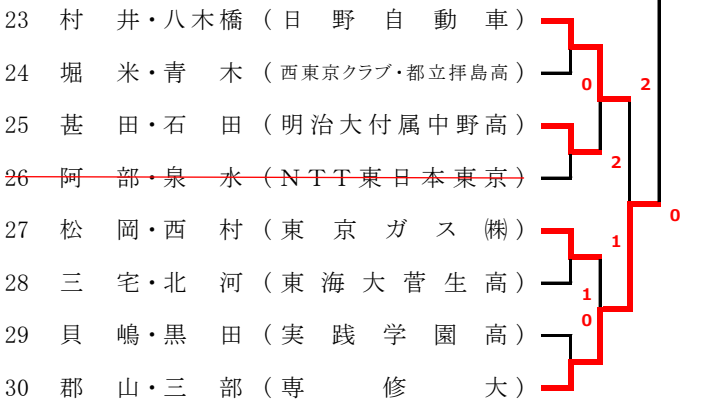 23 村井・八木橋（日野自動車）
24 堀米・青木（西東京クラブ・都立拝島高）
0 2
25 甚田・石田（明治大付属中野高）
2
26 阿部・泉水（ＮＴＴ東日本東京）
0
27 松岡・西村（東京ガス㈱）
1
28 三宅・北河（東海大菅生高）
1
0
29 貝嶋・黒田（実践学園高）
30 郡山・三部（専修大）